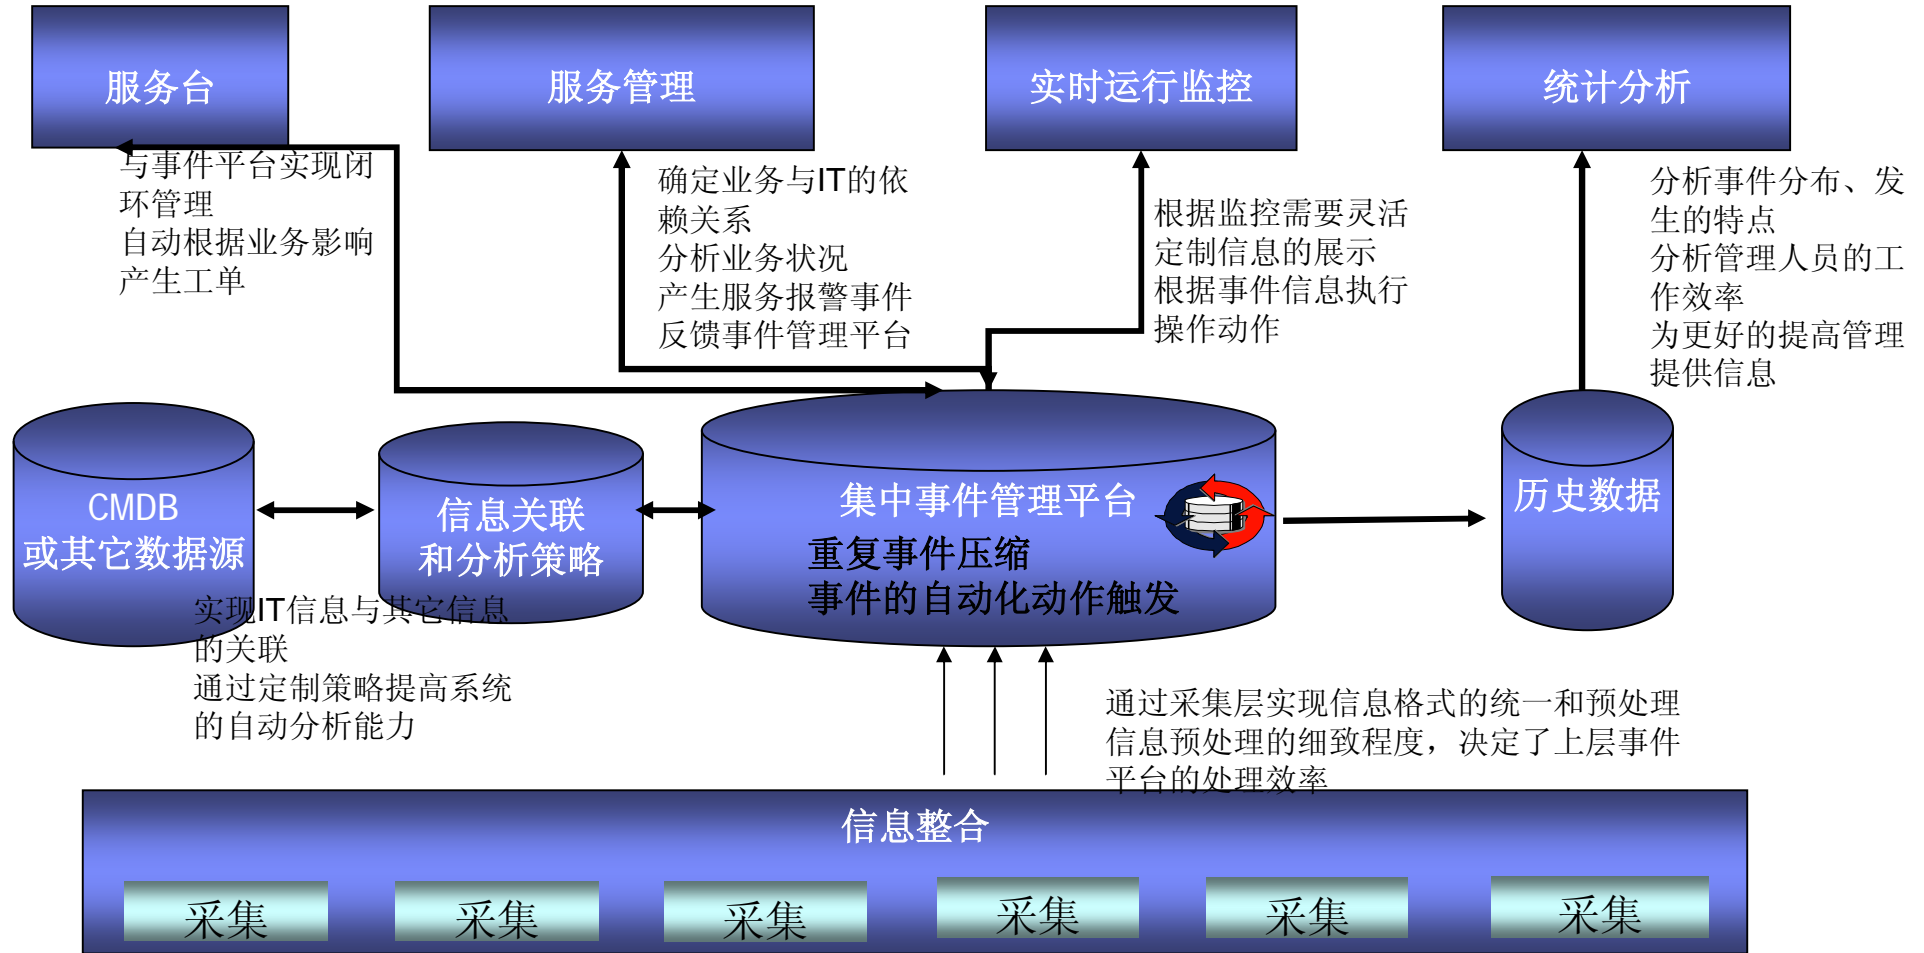 服务台
服务管理
实时运行监控
统计分析
与事件平台实现闭
环管理
自动根据业务影响
产生工单
确定业务与IT的依
赖关系
分析业务状况
产生服务报警事件
反馈事件管理平台
根据监控需要灵活
定制信息的展示
根据事件信息执行
操作动作
分析事件分布、发
生的特点
分析管理人员的工
作效率
为更好的提高管理
提供信息
CMDB
或其它数据源
信息关联
和分析策略
集中事件管理平台
重复事件压缩
事件的自动化动作触发
历史数据
实现IT信息与其它信息
的关联
通过定制策略提高系统
的自动分析能力
通过采集层实现信息格式的统一和预处理
信息预处理的细致程度，决定了上层事件
平台的处理效率
信息整合
采集
采集
采集
采集
采集
采集